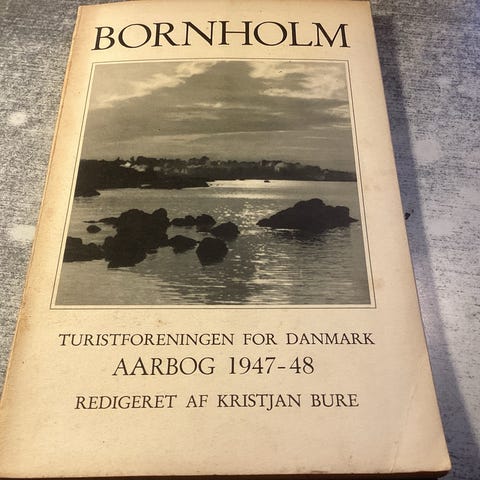 BORNHOLM
TURISTFORENINGEN FOR DANMARK
AARBOG 1947-48
REDIGERET AF KRISTJAN BURE